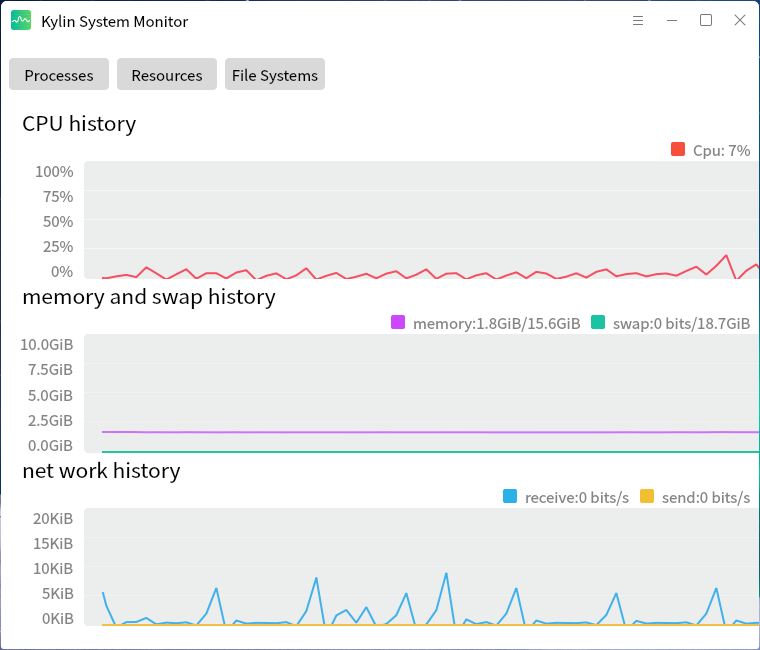 Kylin System Monitor
Processes Resources File Systems
CPU history
Cpu: 7%
100%
75%
50%
25%
0%
memory and swap history
memory:1.8GiB/15.6GiB swap:0 bits/18.7GiB
10.0GiB
7.5GiB
5.0GiB
2.5GiB
0.0GiB
net work history
receive:0 bits/s send:0 bits/s
20KiB
15KiB
10KiB
5KiB
0KiB